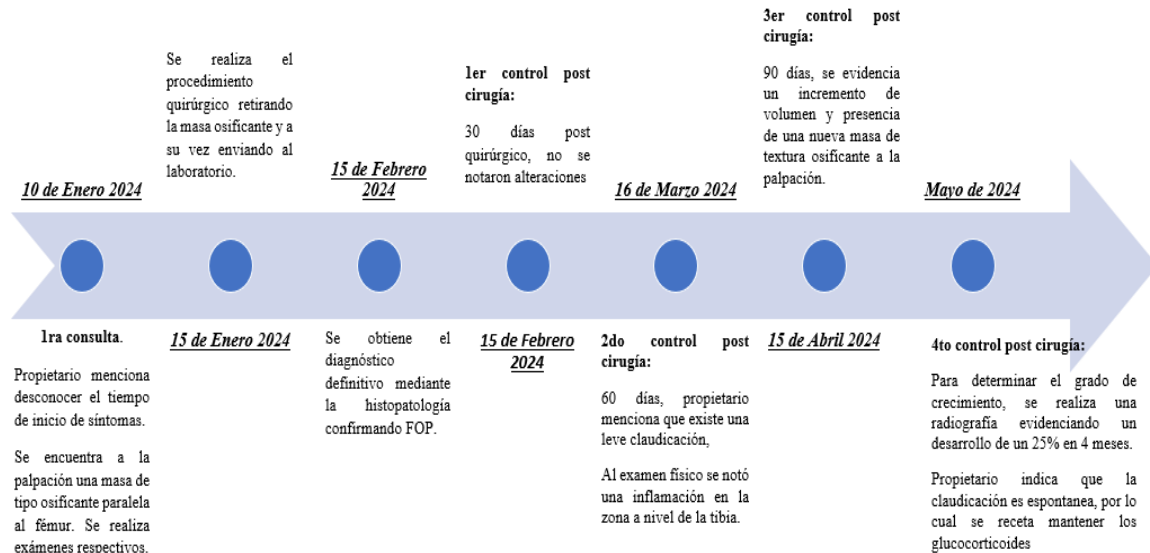 10 de Enero 2024
1ra consulta.
Propietario menciona
desconocer el tiempo
de inicio de síntomas.
Se encuentra a la
palpación una masa de
tipo osificante paralela
al fémur. Se realiza
exámenes respectivos.
Se realiza el
procedimiento
quirúrgico retirando
la masa osificante y a
su vez enviando al
laboratorio.
15 de Enero 2024
15 de Febrero
2024
Se obtiene el
diagnóstico
definitivo mediante
la histopatología
confirmando FOP.
1er control post
cirugía:
30 días post
quirúrgico, no se
notaron alteraciones
15 de Febrero
2024
16 de Marzo 2024
2do control post
cirugía:
60 días, propietario
menciona que existe una
leve claudicación,
Al examen físico se notó
una inflamación en la
zona a nivel de la tibia.
3er control post
cirugía:
90 días, se evidencia
un incremento de
volumen y presencia
de una nueva masa de
textura osificante a la
palpación.
15 de Abril 2024
Mayo de 2024
4to control post cirugía:
Para determinar el grado de
crecimiento, se realiza una
radiografía evidenciando un
desarrollo de un 25% en 4 meses.
Propietario indica que la
claudicación es espontanea, por lo
cual se receta mantener los
glucocorticoides